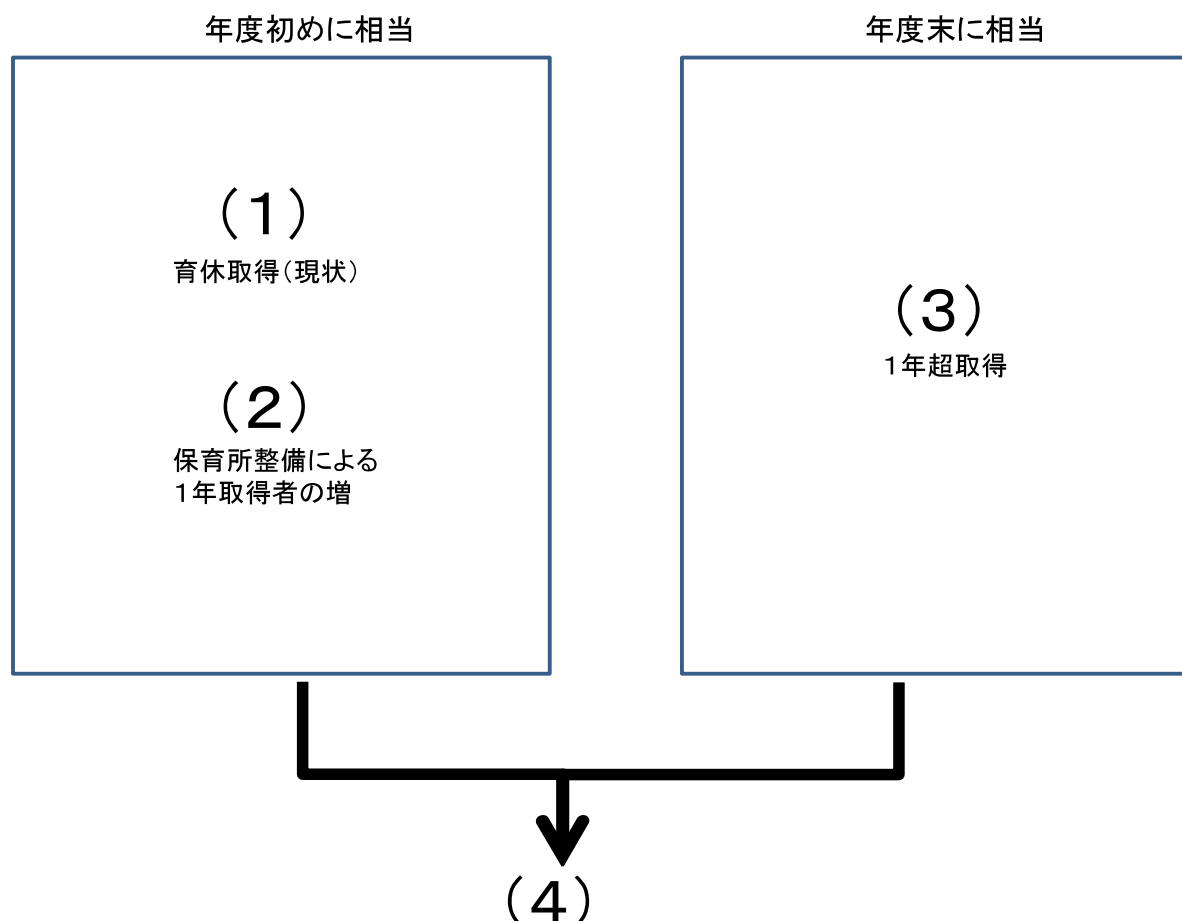 年度初めに相当
(1)
育休取得(現状)
(2)
保育所整備による
1年取得者の増
年度末に相当
(3)
1年超取得
(4)